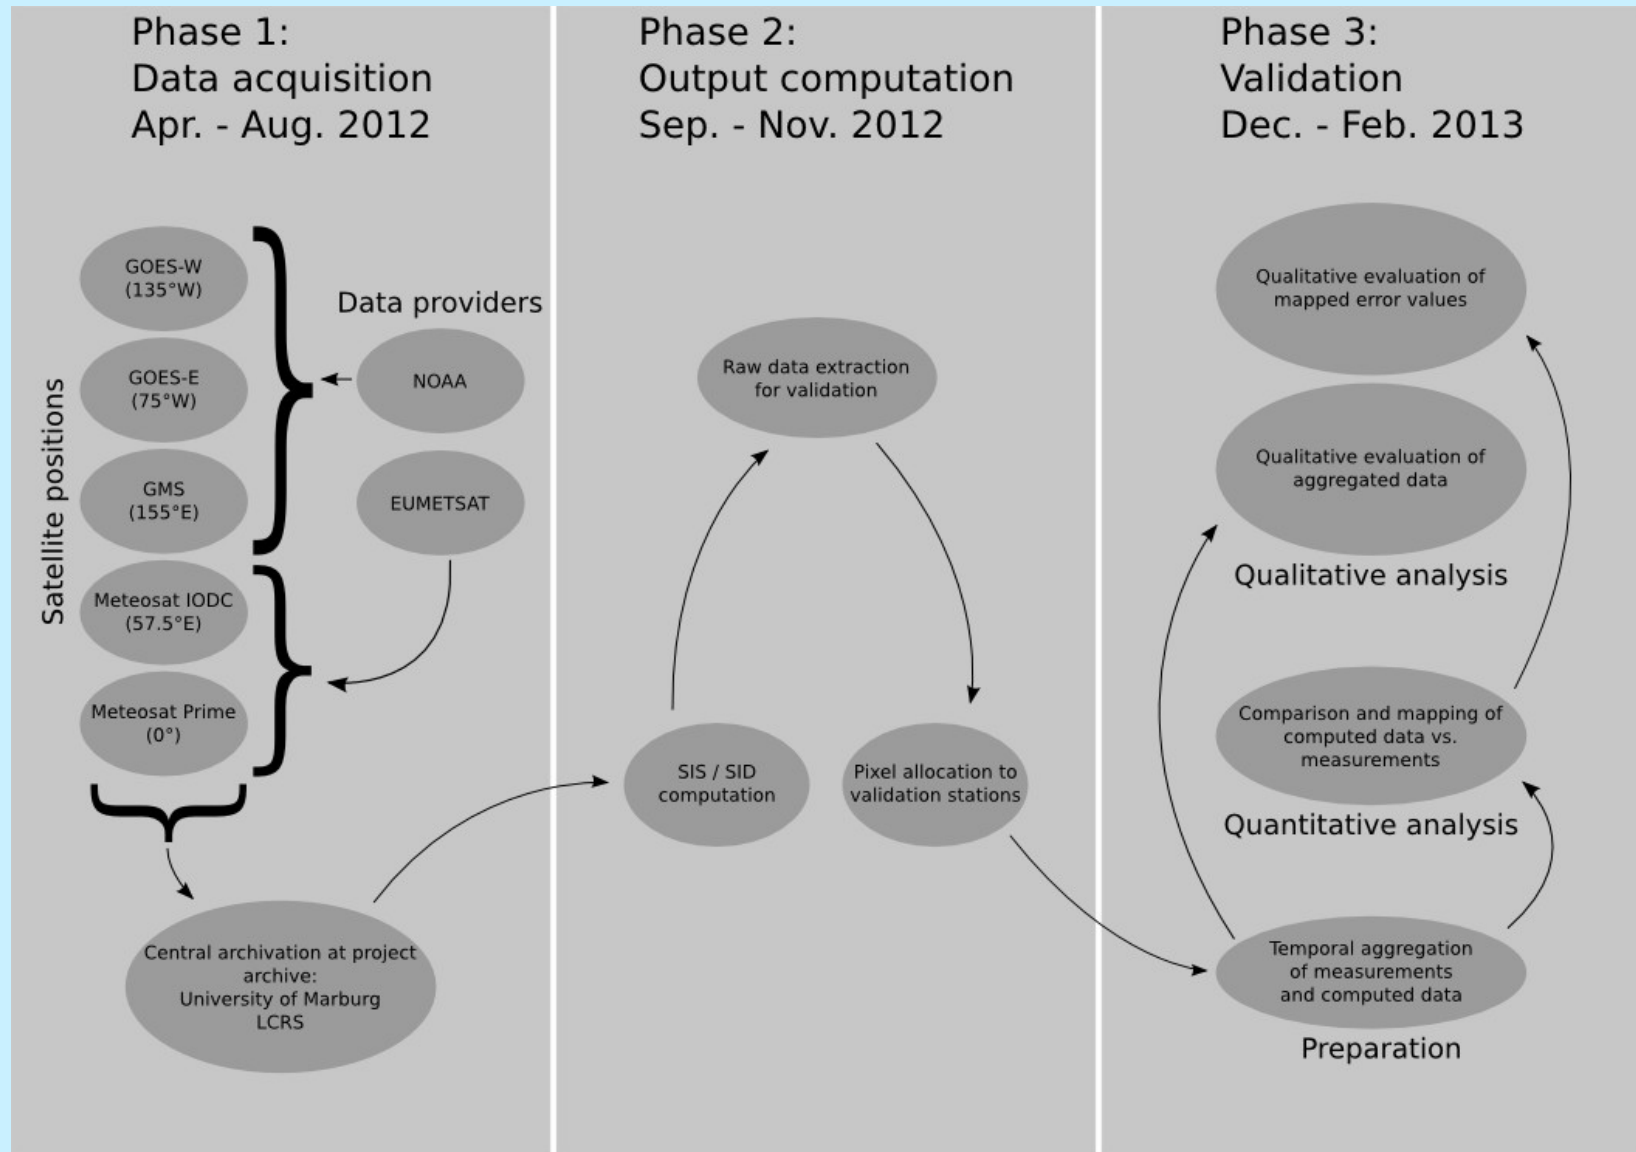 Phase 1:
Data acquisition
Apr. - Aug. 2012
Satellite positions
GOES-W
(135°W)
GOES-E
(75°W)
GMS
(155°E)
Meteosat IODC
(57.5°E)
Meteosat Prime
(0°)
Data providers
NOAA
EUMETSAT
Central archivation at project
archive:
University of Marburg
LCRS
Phase 2:
Output computation
Sep. - Nov. 2012
Raw data extraction
for validation
SIS / SID
computation
Pixel allocation to
validation stations
Phase 3:
Validation
Dec. - Feb. 2013
Qualitative evaluation of
mapped error values
Qualitative evaluation of
aggregated data
Qualitative analysis
Comparison and mapping of
computed data vs.
measurements
Quantitative analysis
Temporal aggregation
of measurements
and computed data
Preparation